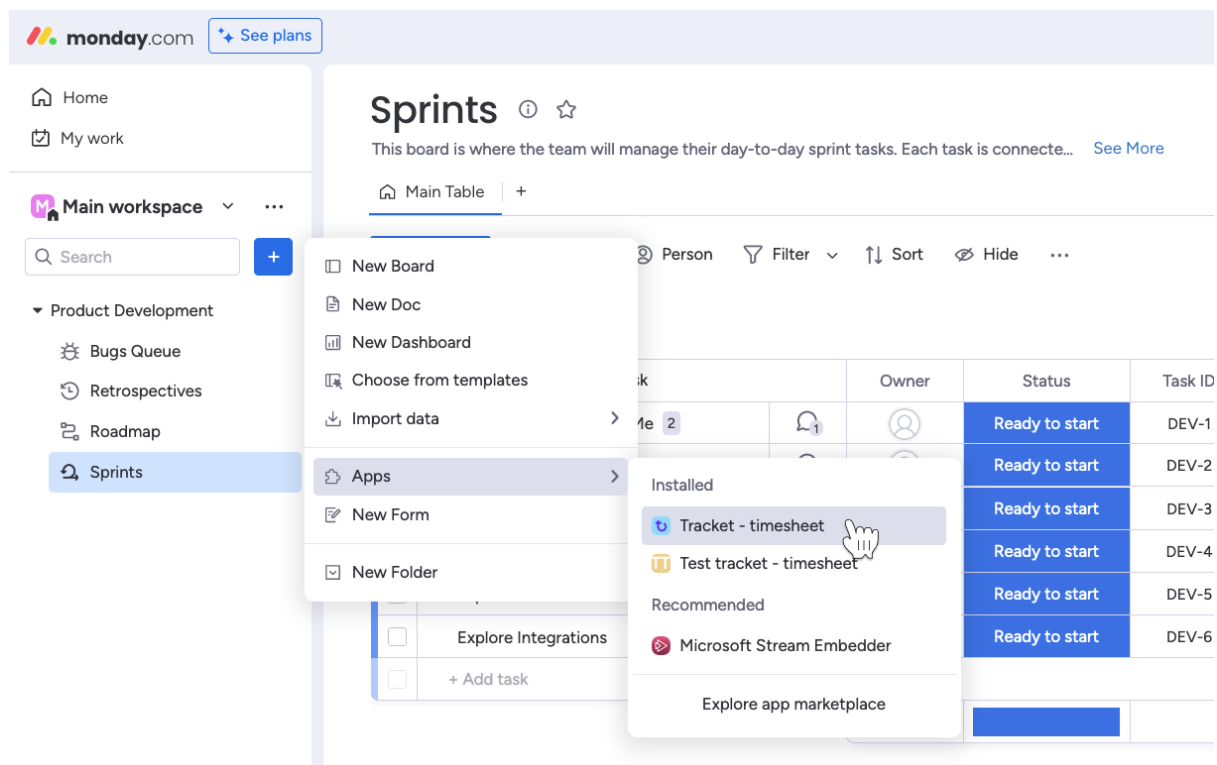 monday.com
See plans
Home
My work
M Main workspace
Search
+
Product Development
Bugs Queue
Retrospectives
Roadmap
Sprints
Sprints
This board is where the team will manage their day-to-day sprint tasks. Each task is connecte... See More
Main Table +
Person Filter Sort Hide ...
New Board
New Doc
New Dashboard
Choose from templates
Import data
Apps
New Form
New Folder
Installed
Tracket - timesheet
Test tracket - timesheet
Recommended
Microsoft Stream Embedder
Explore app marketplace
Owner Status Task ID
Me 2 1 Ready to start DEV-1
Ready to start DEV-2
Ready to start DEV-3
Ready to start DEV-4
Ready to start DEV-5
Explore Integrations Ready to start DEV-6
+ Add task